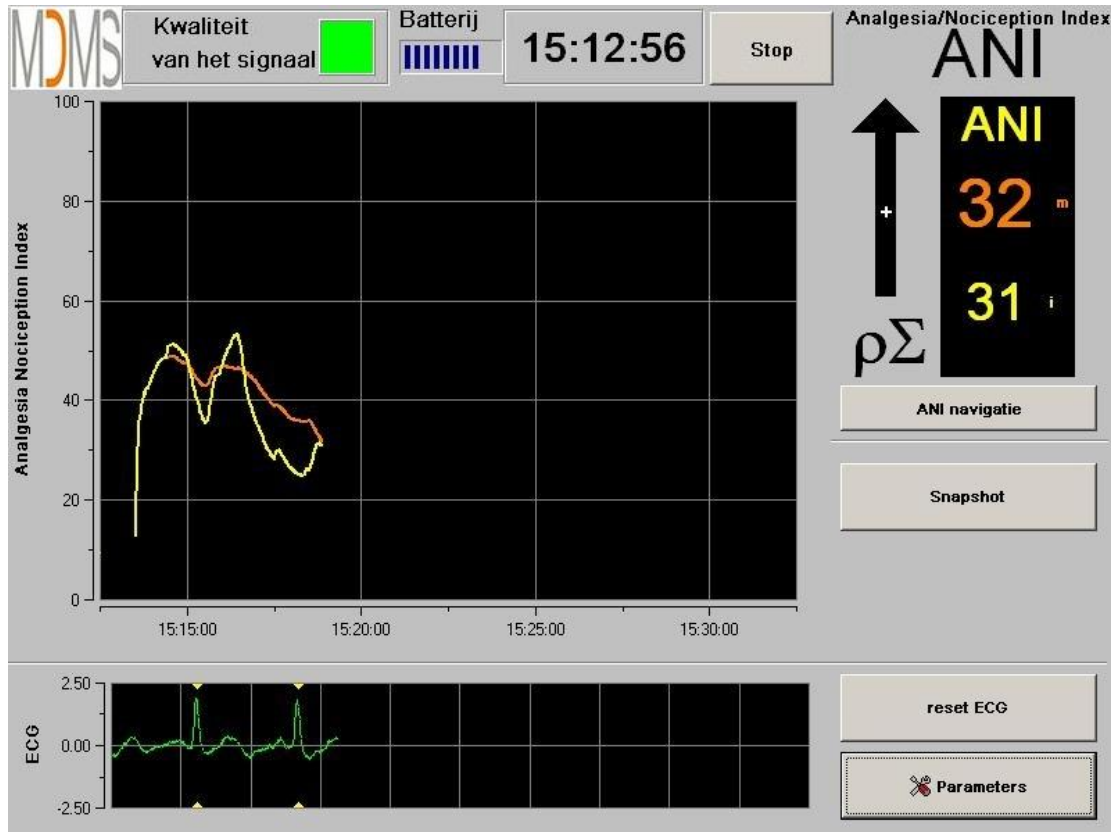 MDMS
Kwaliteit
van het signaal
Batterij
15:12:56
Stop
Analgesia/Nociception Index
ANI
100
80
60
40
20
0
Analgesia Nociception Index
15:15:00
15:20:00
15:25:00
15:30:00
ANI
32 m
31 i
+
ρΣ
ANI navigatie
Snapshot
2.50
0.00
-2.50
ECG
reset ECG
Parameters